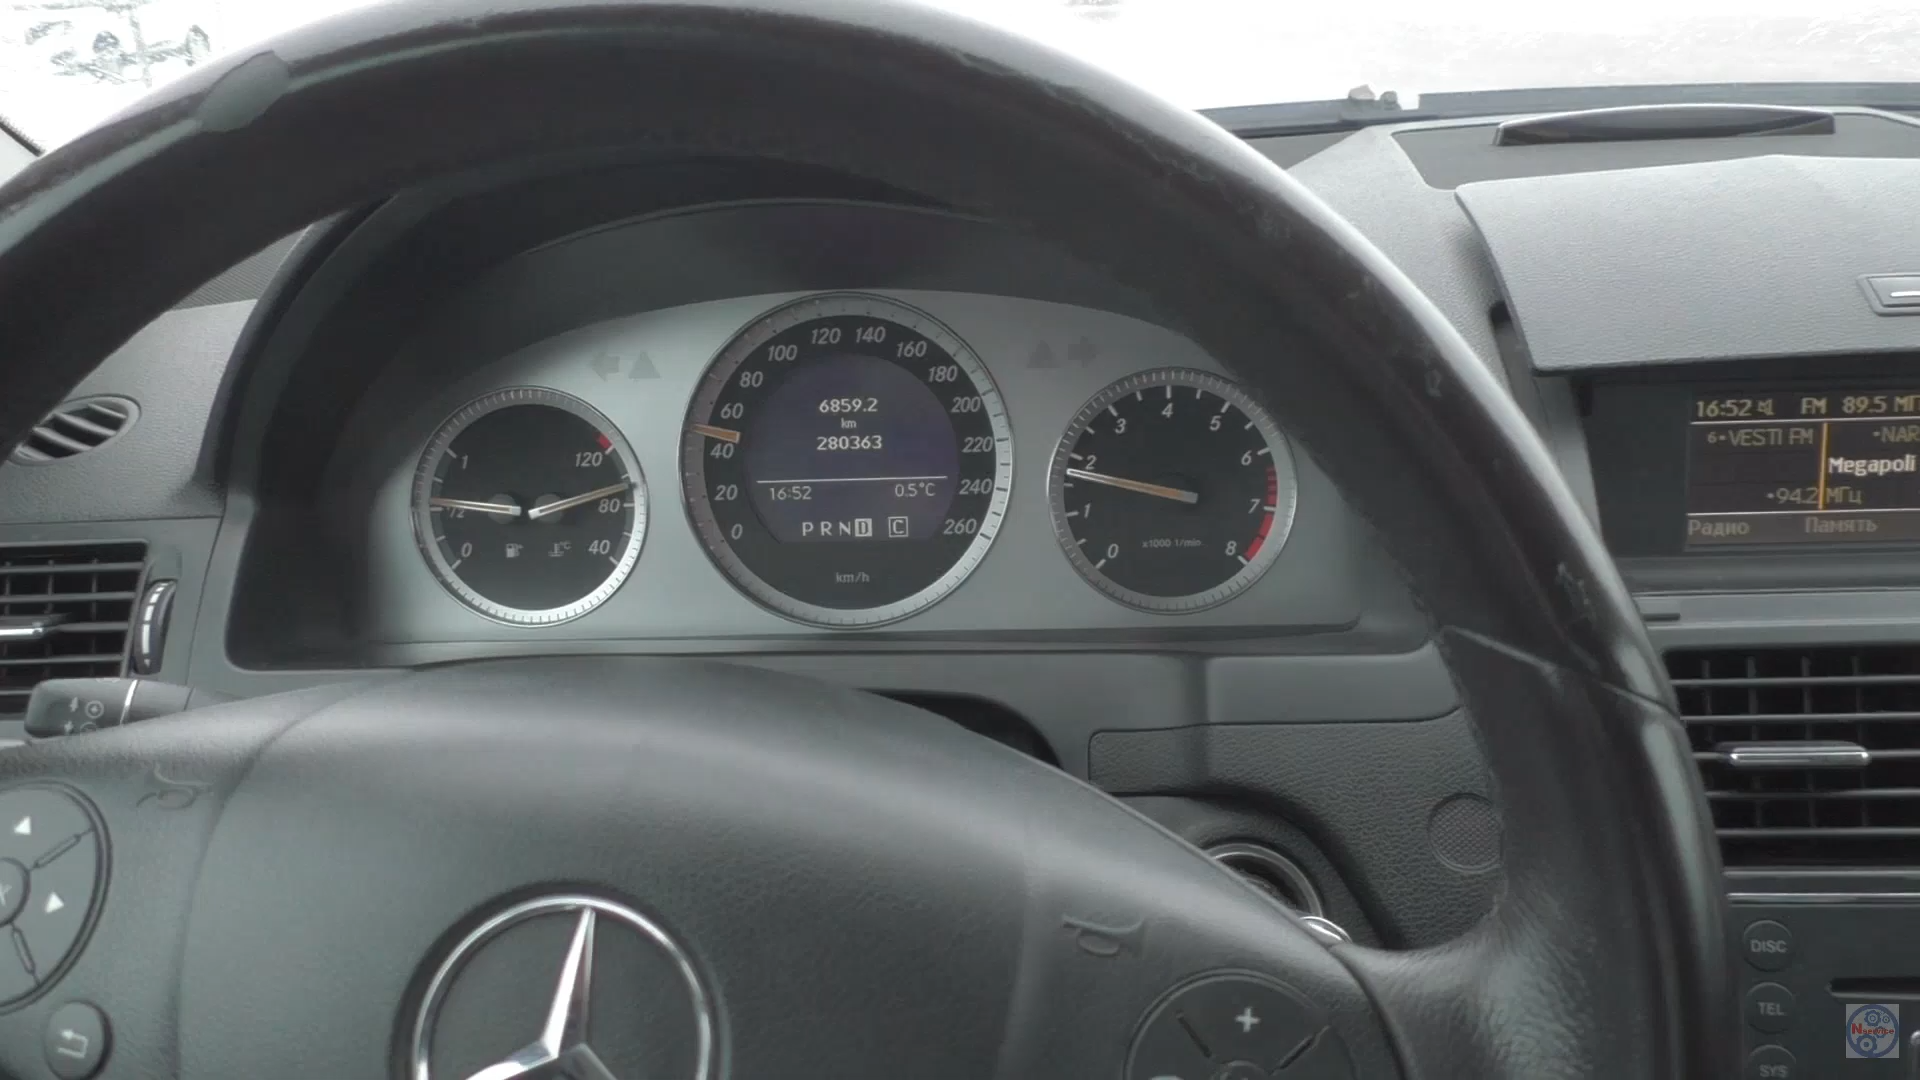 1
1/2
0
120
80
40
°C
0
20
40
60
80
100
120
140
160
180
200
220
240
260
6859.2
km
280363
16:52
0.5°C
P R N D C
km/h
0
1
2
3
4
5
6
7
8
x1000 1/min
16:52 FM 89.5
6•VESTI FM •NAR
Megapoli
•94.2 МГц
Радио Память
DISC
TEL
SYS
+
N service